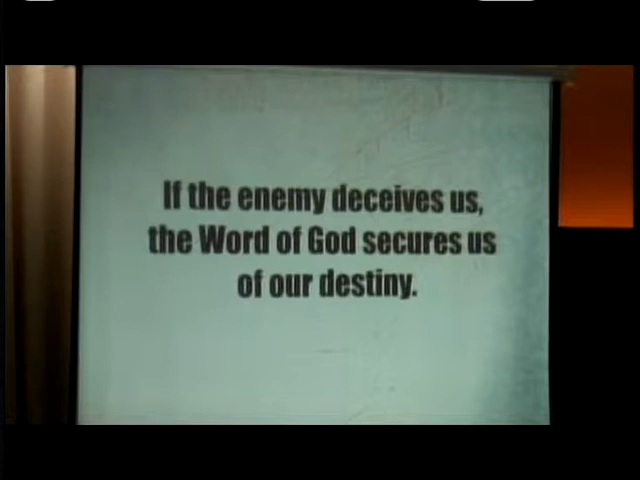 If the enemy deceives us,
the Word of God secures us
of our destiny.